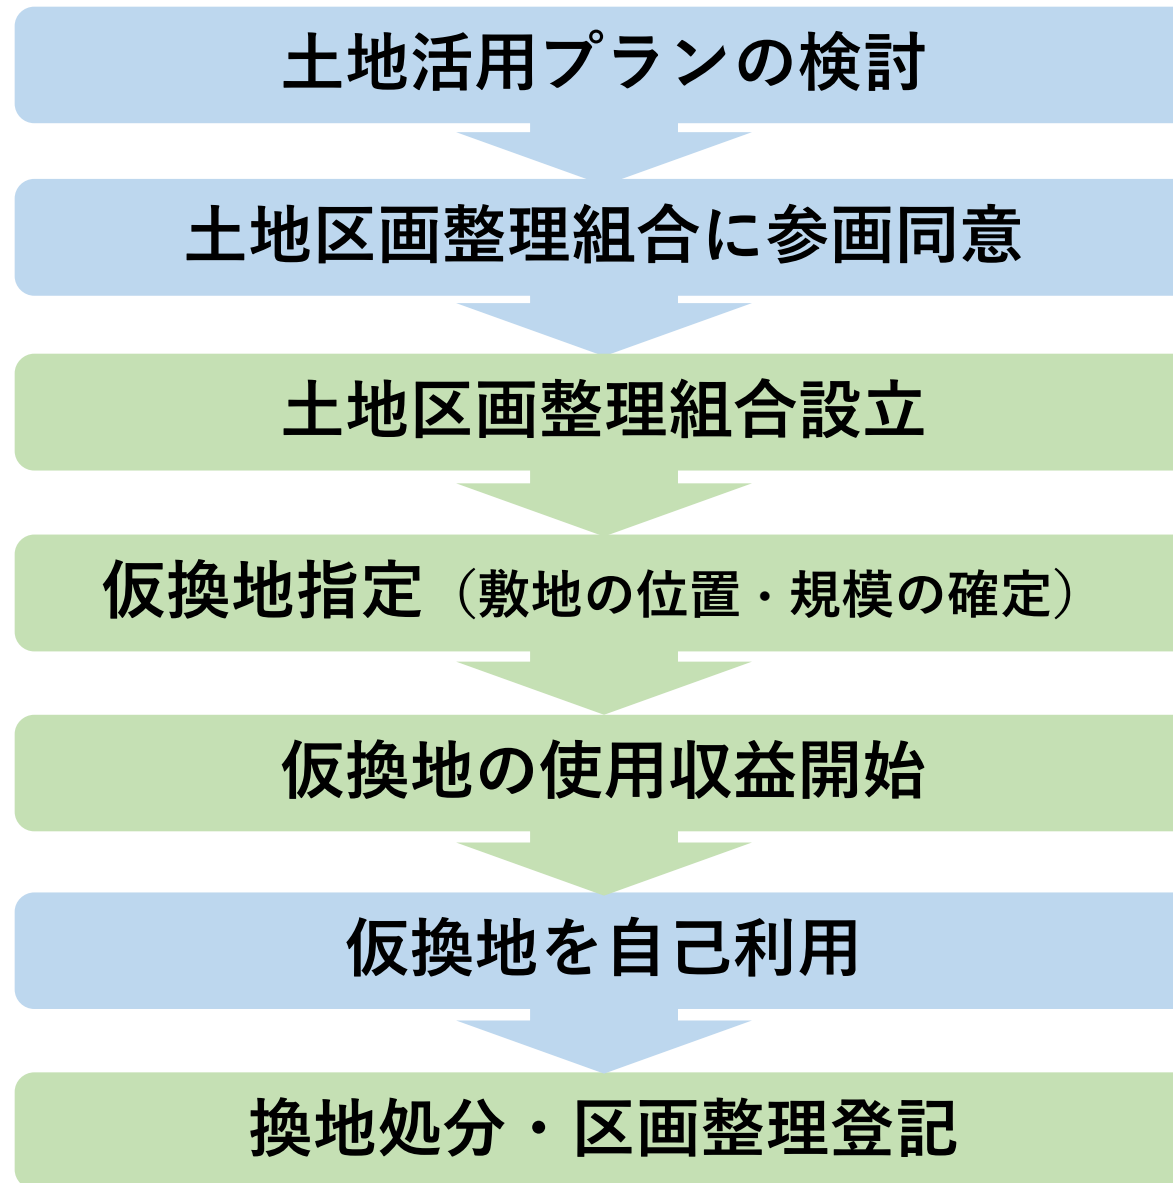 土地活用プランの検討
土地区画整理組合に参画同意
土地区画整理組合設立
仮換地指定（敷地の位置・規模の確定）
仮換地の使用収益開始
仮換地を自己利用
換地処分・区画整理登記